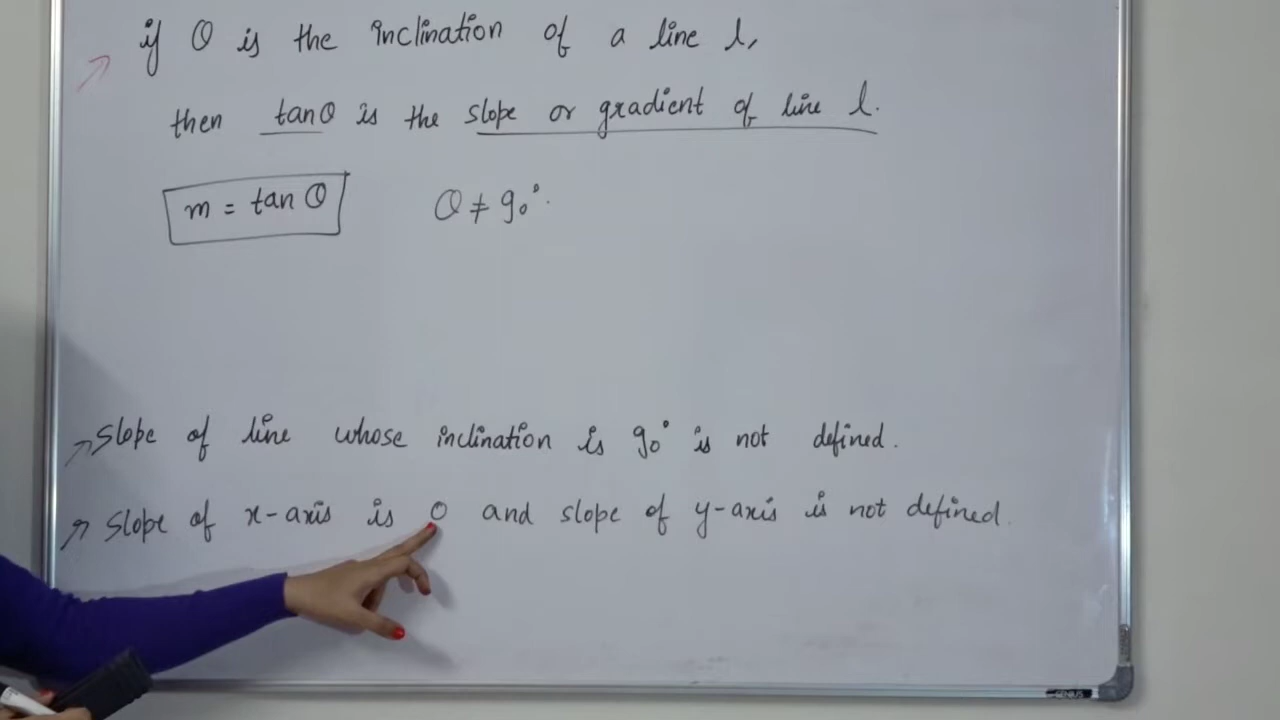 if θ is the inclination of a line l,
then tanθ is the slope or gradient of line l.
m = tan θ θ ≠ 90°.
→ Slope of line whose inclination is 90° is not defined.
→ Slope of x-axis is 0 and slope of y-axis is not defined.
GENIUS